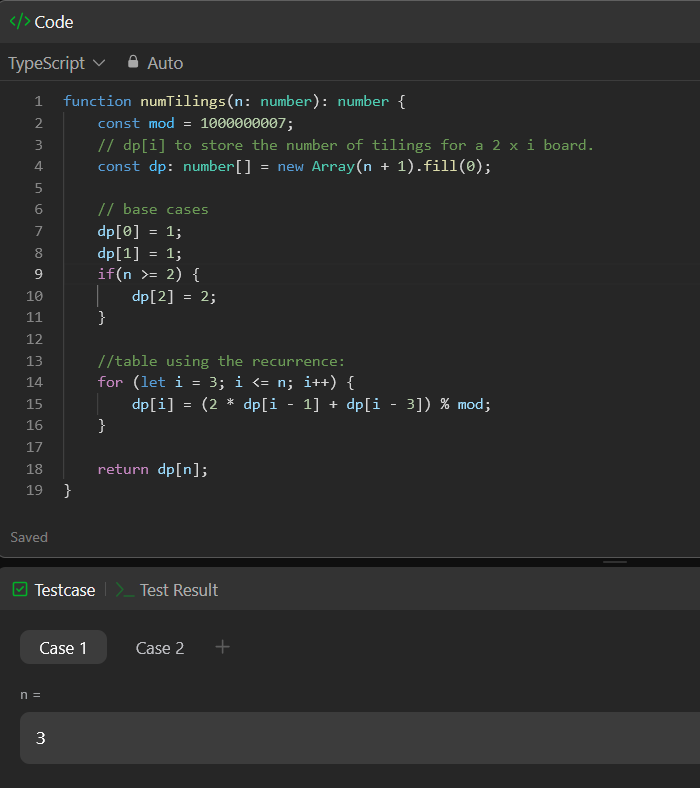 </> Code
TypeScript Auto
1 function numTilings(n: number): number {
2     const mod = 1000000007;
3     // dp[i] to store the number of tilings for a 2 x i board.
4     const dp: number[] = new Array(n + 1).fill(0);
5
6     // base cases
7     dp[0] = 1;
8     dp[1] = 1;
9     if(n >= 2) {
10         dp[2] = 2;
11     }
12
13     //table using the recurrence:
14     for (let i = 3; i <= n; i++) {
15         dp[i] = (2 * dp[i - 1] + dp[i - 3]) % mod;
16     }
17
18     return dp[n];
19 }
Saved
Testcase >_ Test Result
Case 1 Case 2 +
n =
3